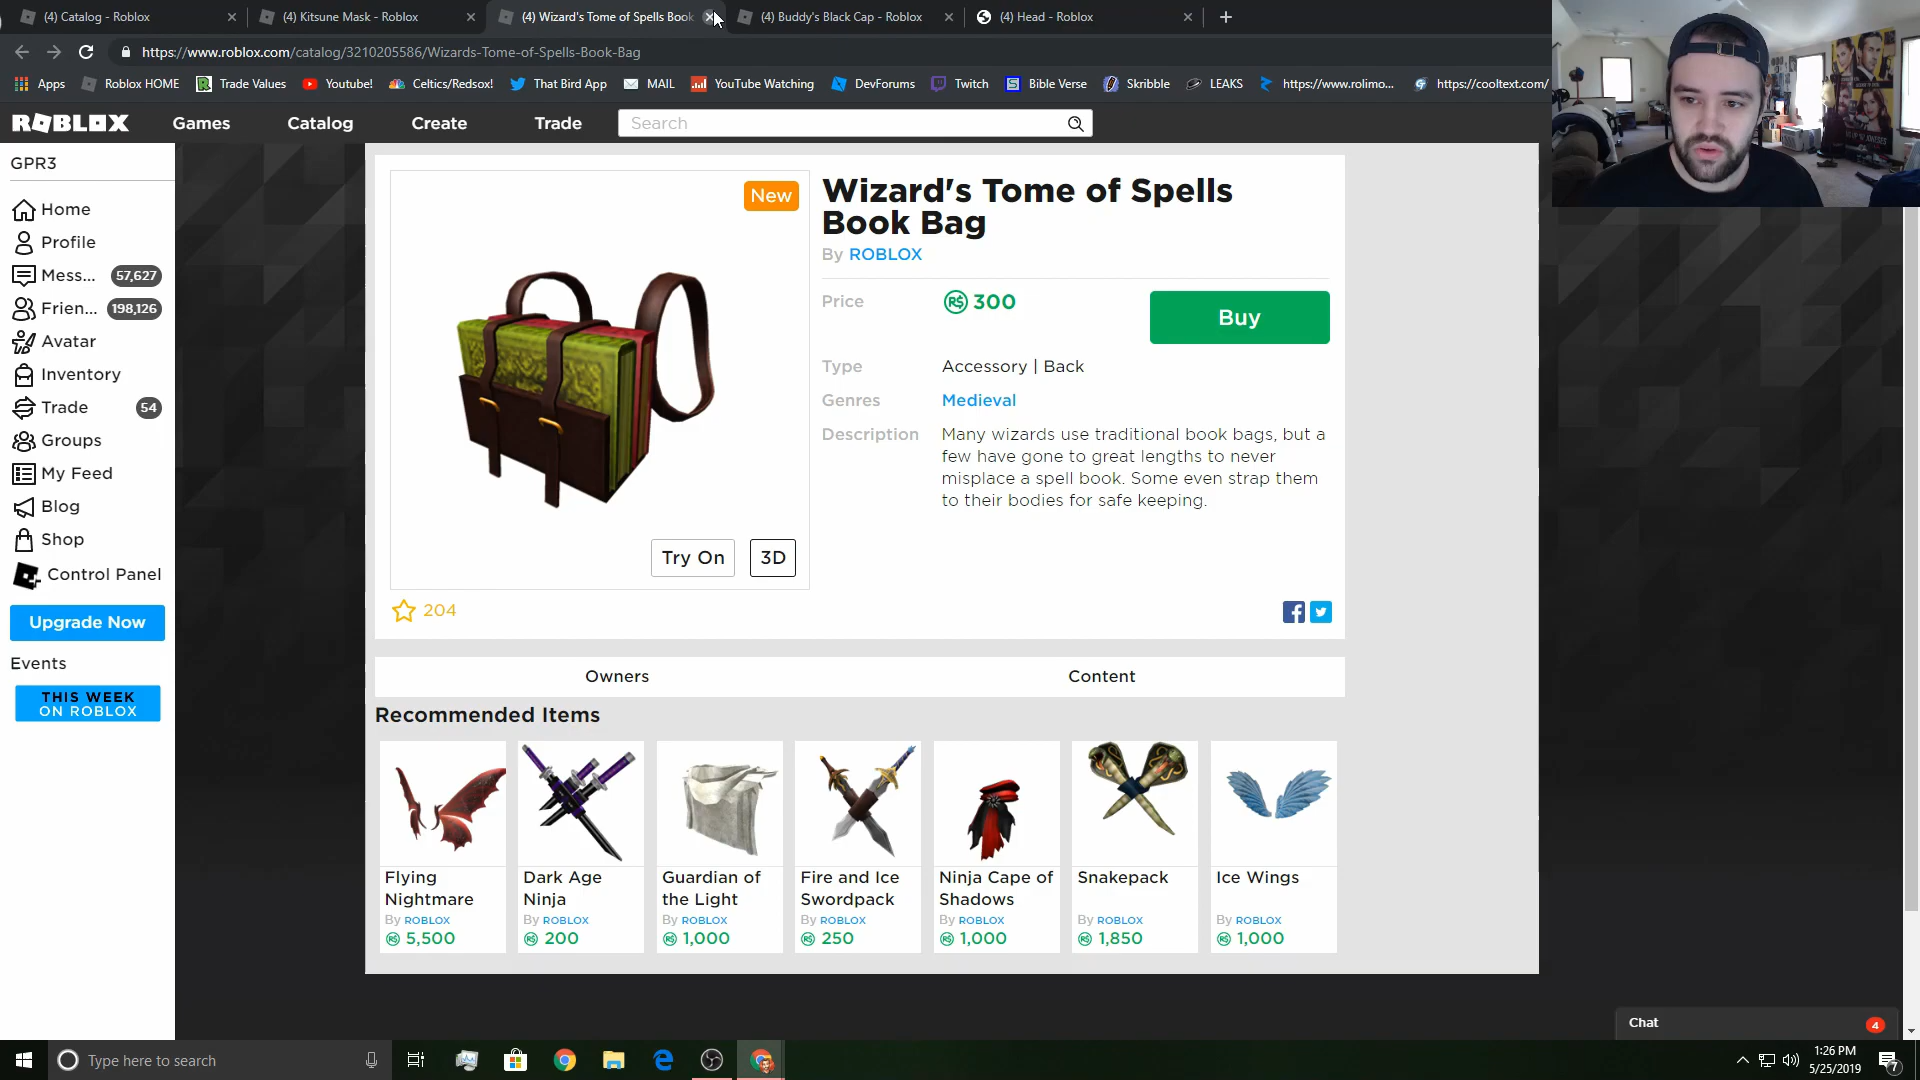 (4) Catalog - Roblox
(4) Kitsune Mask - Roblox
(4) Wizard's Tome of Spells Book
(4) Buddy's Black Cap - Roblox
(4) Head - Roblox
https://www.roblox.com/catalog/3210205586/Wizards-Tome-of-Spells-Book-Bag
Apps
Roblox HOME
Trade Values
Youtube!
Celtics/Redsox!
That Bird App
MAIL
YouTube Watching
DevForums
Twitch
Bible Verse
Skribble
LEAKS
https://www.rolimo...
https://cooltext.com/
ROBLOX
Games
Catalog
Create
Trade
Search
GPR3
Home
Profile
Mess... 57,627
Frien... 198,126
Avatar
Inventory
Trade 54
Groups
My Feed
Blog
Shop
Control Panel
Upgrade Now
Events
THIS WEEK
ON ROBLOX
New
Try On
3D
204
Wizard's Tome of Spells
Book Bag
By ROBLOX
Price R$ 300
Buy
Type Accessory | Back
Genres Medieval
Description Many wizards use traditional book bags, but a
few have gone to great lengths to never
misplace a spell book. Some even strap them
to their bodies for safe keeping.
Owners
Content
Recommended Items
Flying
Nightmare
By ROBLOX
R$ 5,500
Dark Age
Ninja
By ROBLOX
R$ 200
Guardian of
the Light
By ROBLOX
R$ 1,000
Fire and Ice
Swordpack
By ROBLOX
R$ 250
Ninja Cape of
Shadows
By ROBLOX
R$ 1,000
Snakepack
By ROBLOX
R$ 1,850
Ice Wings
By ROBLOX
R$ 1,000
Chat 4
Type here to search
1:26 PM
5/25/2019
7